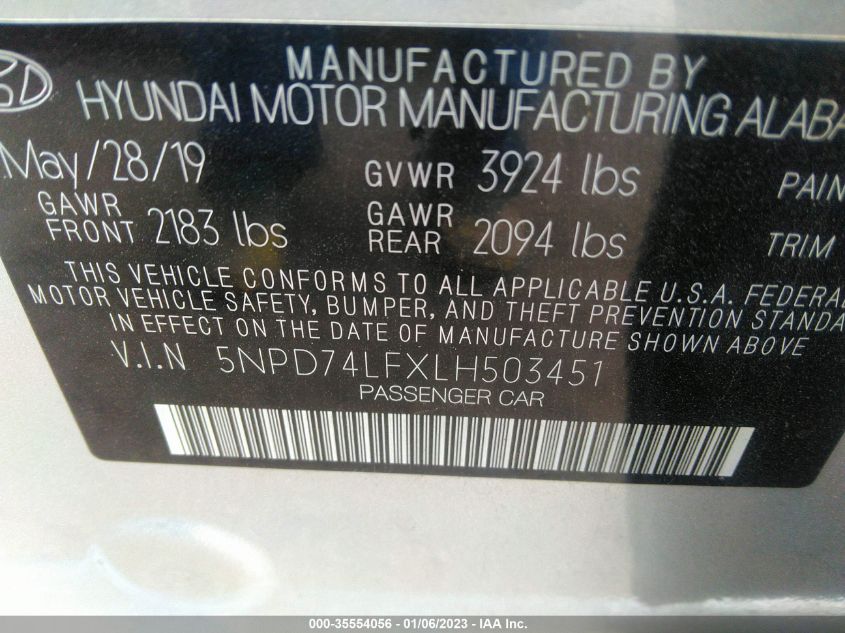 MANUFACTURED BY
HYUNDAI MOTOR MANUFACTURING ALABA
May/28/19 GVWR 3924 lbs PAIN
GAWR FRONT 2183 lbs GAWR REAR 2094 lbs TRIM
THIS VEHICLE CONFORMS TO ALL APPLICABLE U.S.A. FEDERAL
MOTOR VEHICLE SAFETY, BUMPER, AND THEFT PREVENTION STANDA
IN EFFECT ON THE DATE OF MANUFACTURE SHOWN ABOVE
V.I.N 5NPD74LFXLH503451
PASSENGER CAR
000-35554056 - 01/06/2023 - IAA Inc.